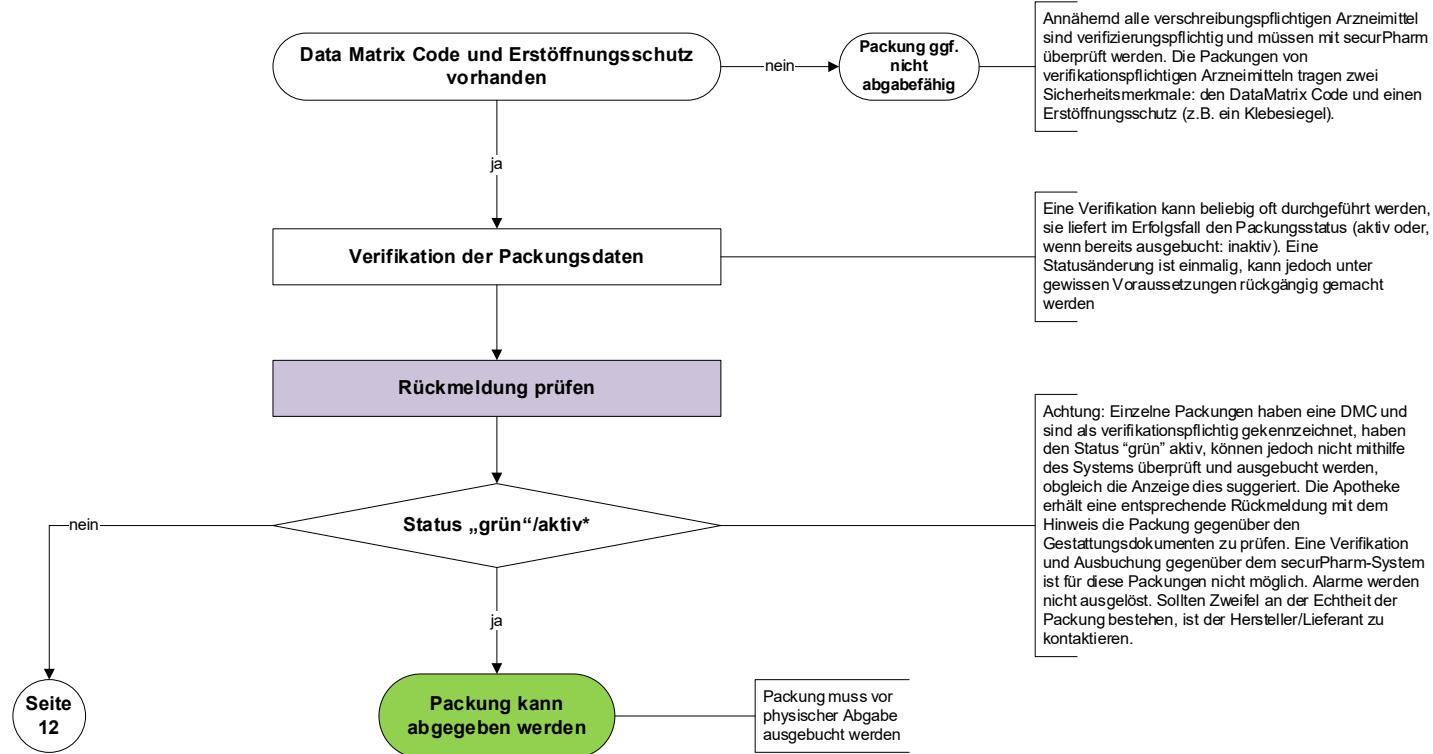 Data Matrix Code und Erstöffnungsschutz
vorhanden
nein
Packung ggf.
nicht
abgabefähig
Annähernd alle verschreibungspflichtigen Arzneimittel
sind verifizierungspflichtig und müssen mit securPharm
überprüft werden. Die Packungen von
verifikationspflichtigen Arzneimitteln tragen zwei
Sicherheitsmerkmale: den DataMatrix Code und einen
Erstöffnungsschutz (z.B. ein Klebesiegel).
ja
Verifikation der Packungsdaten
Eine Verifikation kann beliebig oft durchgeführt werden,
sie liefert im Erfolgsfall den Packungsstatus (aktiv oder,
wenn bereits ausgebucht: inaktiv). Eine
Statusänderung ist einmalig, kann jedoch unter
gewissen Voraussetzungen rückgängig gemacht
werden
Rückmeldung prüfen
Status „grün“/aktiv*
Achtung: Einzelne Packungen haben eine DMC und
sind als verifikationspflichtig gekennzeichnet, haben
den Status “grün” aktiv, können jedoch nicht mithilfe
des Systems überprüft und ausgebucht werden,
obgleich die Anzeige dies suggeriert. Die Apotheke
erhält eine entsprechende Rückmeldung mit dem
Hinweis die Packung gegenüber den
Gestattungsdokumenten zu prüfen. Eine Verifikation
und Ausbuchung gegenüber dem securPharm-System
ist für diese Packungen nicht möglich. Alarme werden
nicht ausgelöst. Sollten Zweifel an der Echtheit der
Packung bestehen, ist der Hersteller/Lieferant zu
kontaktieren.
nein
ja
Seite
12
Packung kann
abgegeben werden
Packung muss vor
physischer Abgabe
ausgebucht werden